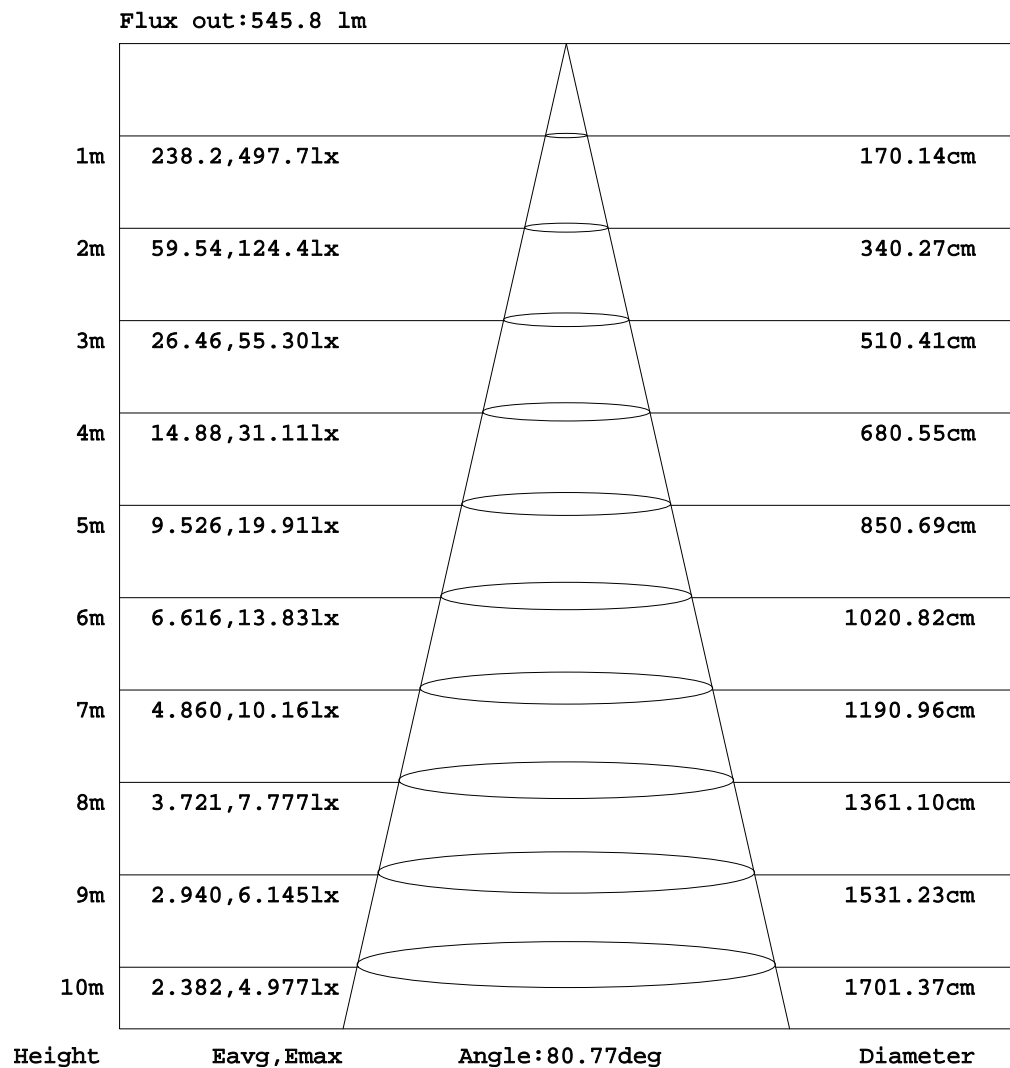 Flux out:545.8 lm
1m 238.2,497.7lx 170.14cm
2m 59.54,124.4lx 340.27cm
3m 26.46,55.30lx 510.41cm
4m 14.88,31.11lx 680.55cm
5m 9.526,19.91lx 850.69cm
6m 6.616,13.83lx 1020.82cm
7m 4.860,10.16lx 1190.96cm
8m 3.721,7.777lx 1361.10cm
9m 2.940,6.145lx 1531.23cm
10m 2.382,4.977lx 1701.37cm
Height Eavg,Emax Angle:80.77deg Diameter